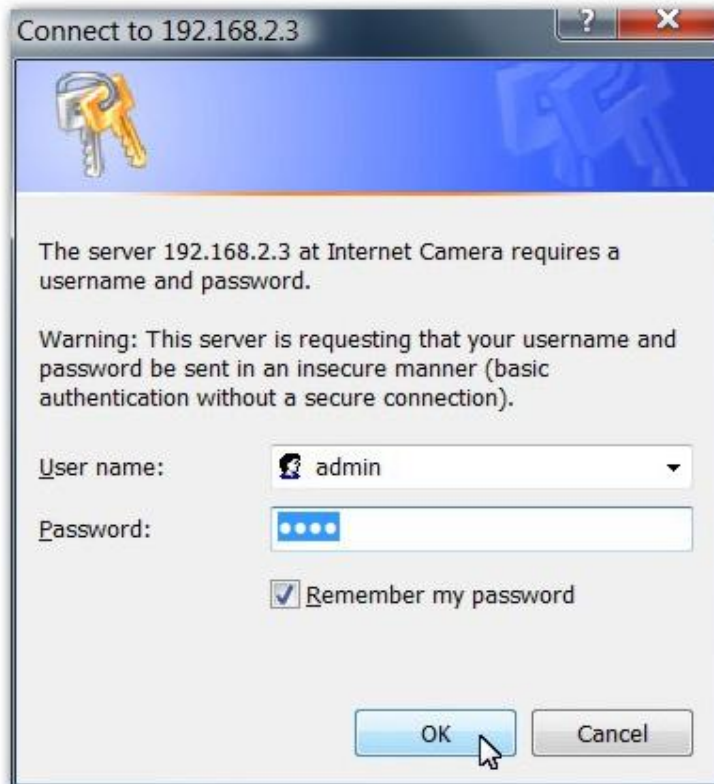 Connect to 192.168.2.3
?
The server 192.168.2.3 at Internet Camera requires a
username and password.
Warning: This server is requesting that your username and
password be sent in an insecure manner (basic
authentication without a secure connection).
User name:
admin
Password:
••••
Remember my password
OK
Cancel